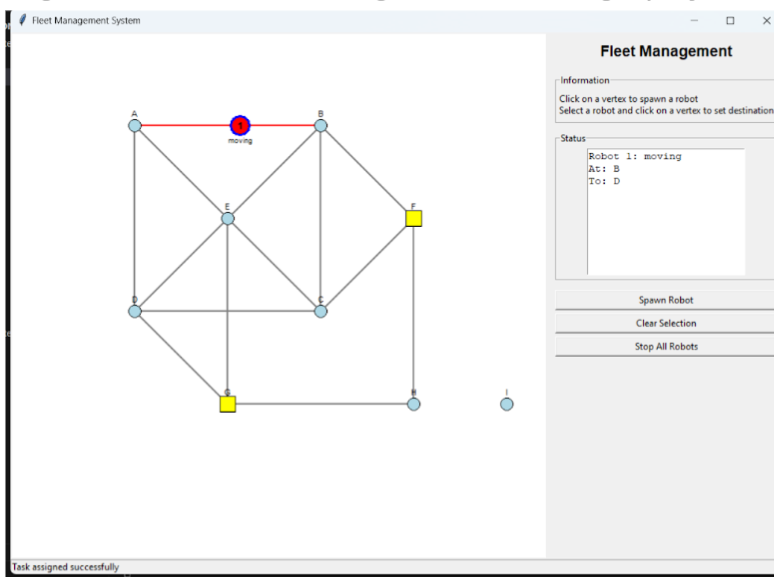 Fleet Management System
Fleet Management
Information
Click on a vertex to spawn a robot
Select a robot and click on a vertex to set destination
Status
Robot 1: moving
At: B
To: D
Spawn Robot
Clear Selection
Stop All Robots
A
B
1
moving
E
F
D
C
G
H
I
Task assigned successfully